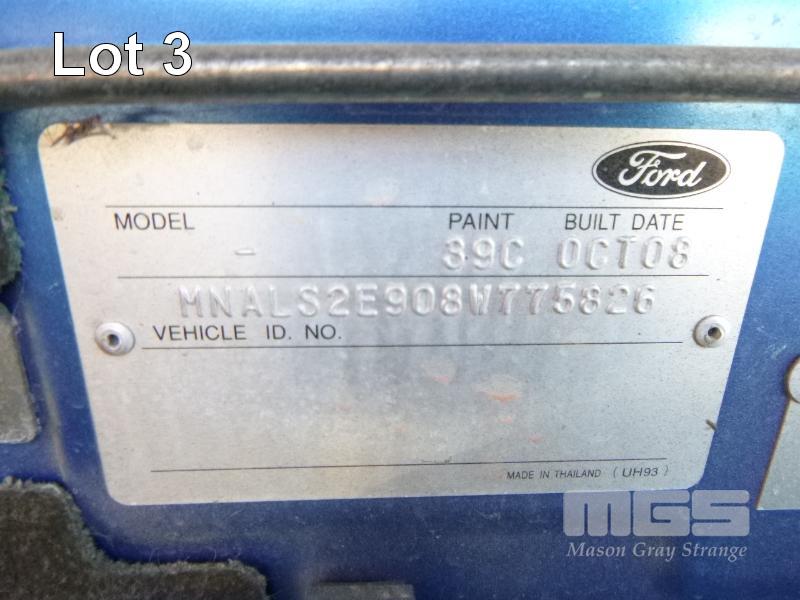 Lot 3
Ford
MODEL PAINT BUILT DATE
- 39C OCT08
MNALS2E908W775826
VEHICLE ID. NO.
MADE IN THAILAND ( UH93 )
MGS
Mason Gray Strange